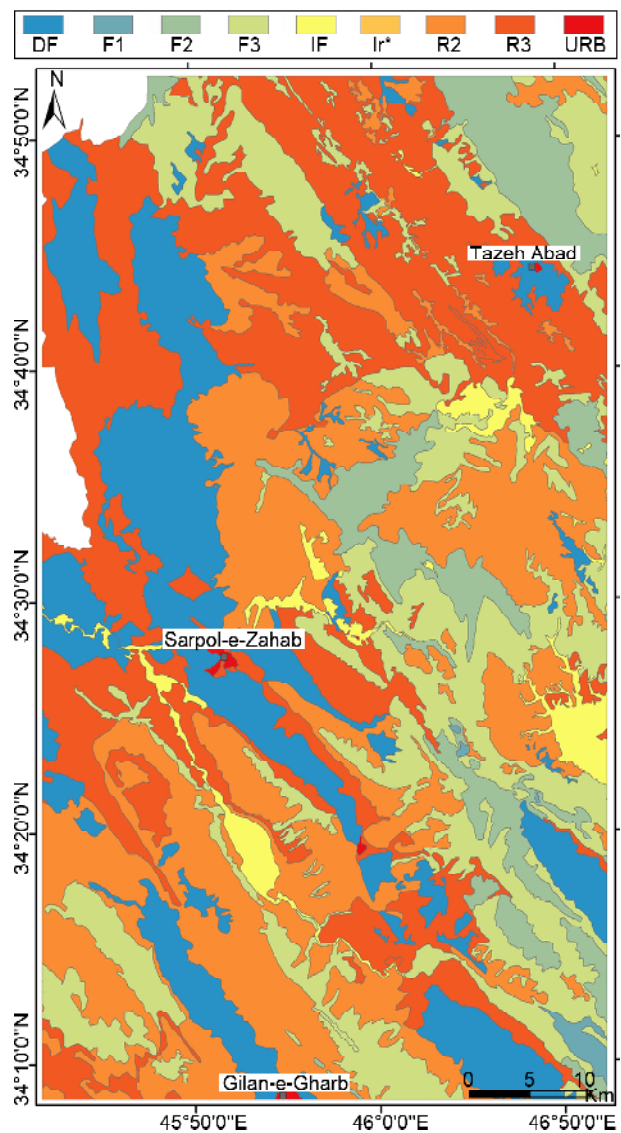 DF F1 F2 F3 IF Ir* R2 R3 URB
N
34°50'0"N
Tazeh Abad
34°40'0"N
34°30'0"N
Sarpol-e-Zahab
34°20'0"N
34°10'0"N
Gilan-e-Gharb
0 5 10
Km
45°50'0"E 46°0'0"E 46°50'0"E